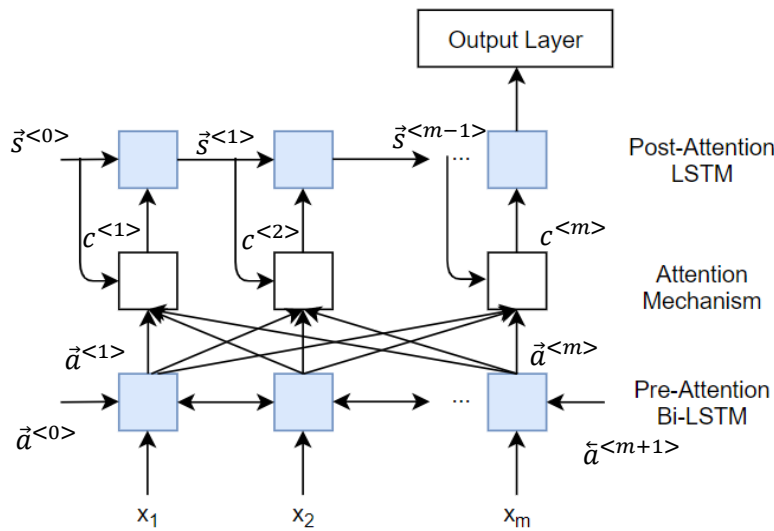 Output Layer
s⃗<0> s⃗<1> s⃗<m−1>
... Post-Attention
LSTM
c<1> c<2> c<m>
Attention
Mechanism
a⃗<1> a⃗<m>
... Pre-Attention
Bi-LSTM
a⃗<0> a⃖<m+1>
x1 x2 xm